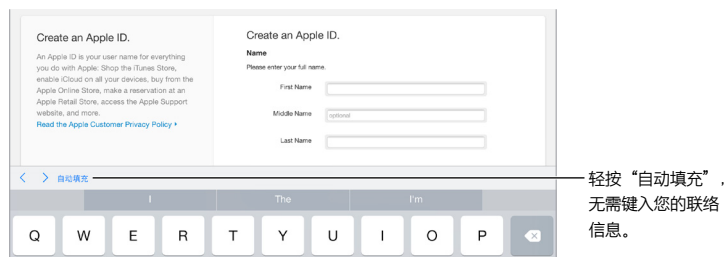 Create an Apple ID.
An Apple ID is your user name for everything
you do with Apple: Shop the iTunes Store,
enable iCloud on all your devices, buy from the
Apple Online Store, make a reservation at an
Apple Retail Store, access the Apple Support
website, and more.
Read the Apple Customer Privacy Policy
Create an Apple ID.
Name
Please enter your full name.
First Name
Middle Name
optional
Last Name
自动填充
I The I'm
Q W E R T Y U I O P
轻按“自动填充”,
无需键入您的联络
信息。